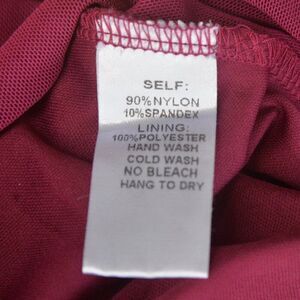 SELF:
90%NYLON
10%SPANDEX
LINING:
100%POLYESTER
HAND WASH
COLD WASH
NO BLEACH
HANG TO DRY